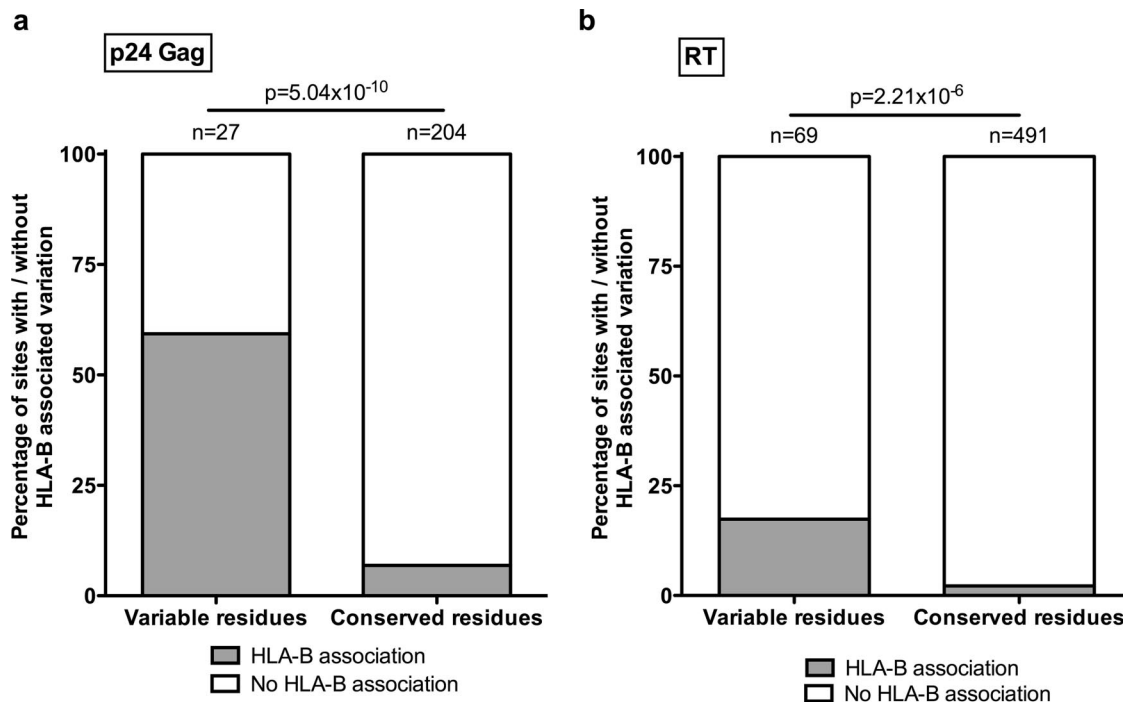 a
p24 Gag
p=5.04x10⁻¹⁰
n=27
n=204
100
75
50
25
0
Percentage of sites with / without
HLA-B associated variation
Variable residues
Conserved residues
HLA-B association
No HLA-B association
b
RT
p=2.21x10⁻⁶
n=69
n=491
100
75
50
25
0
Percentage of sites with / without
HLA-B associated variation
Variable residues
Conserved residues
HLA-B association
No HLA-B association